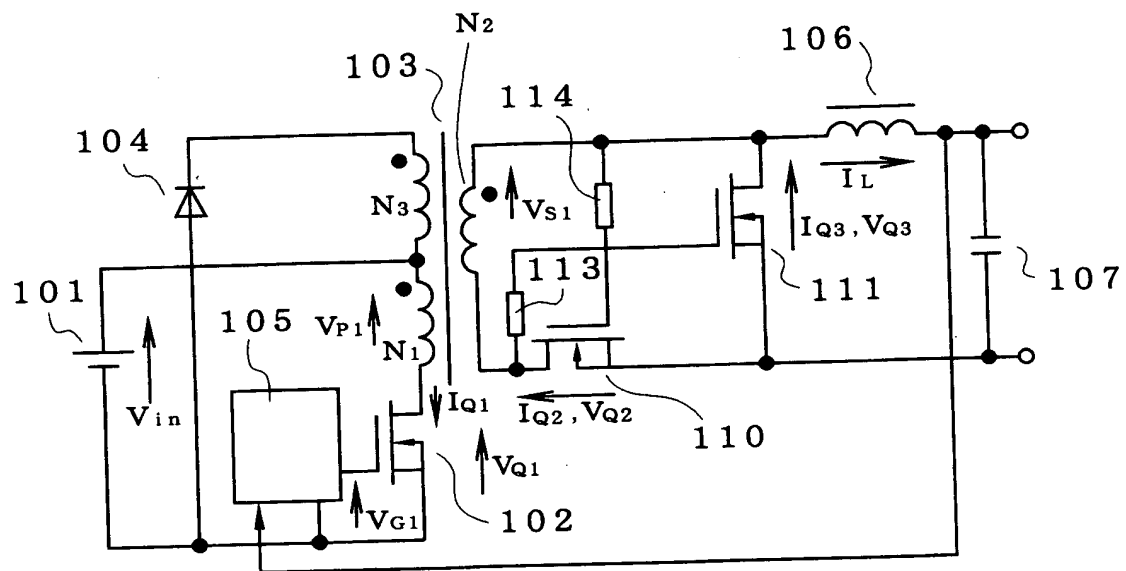 N2
106
103
114
104
IL
N3
VS1
IQ3,VQ3
113
101
111
107
105
VP1
N1
IQ1
IQ2,VQ2
Vin
110
VQ1
VG1
102